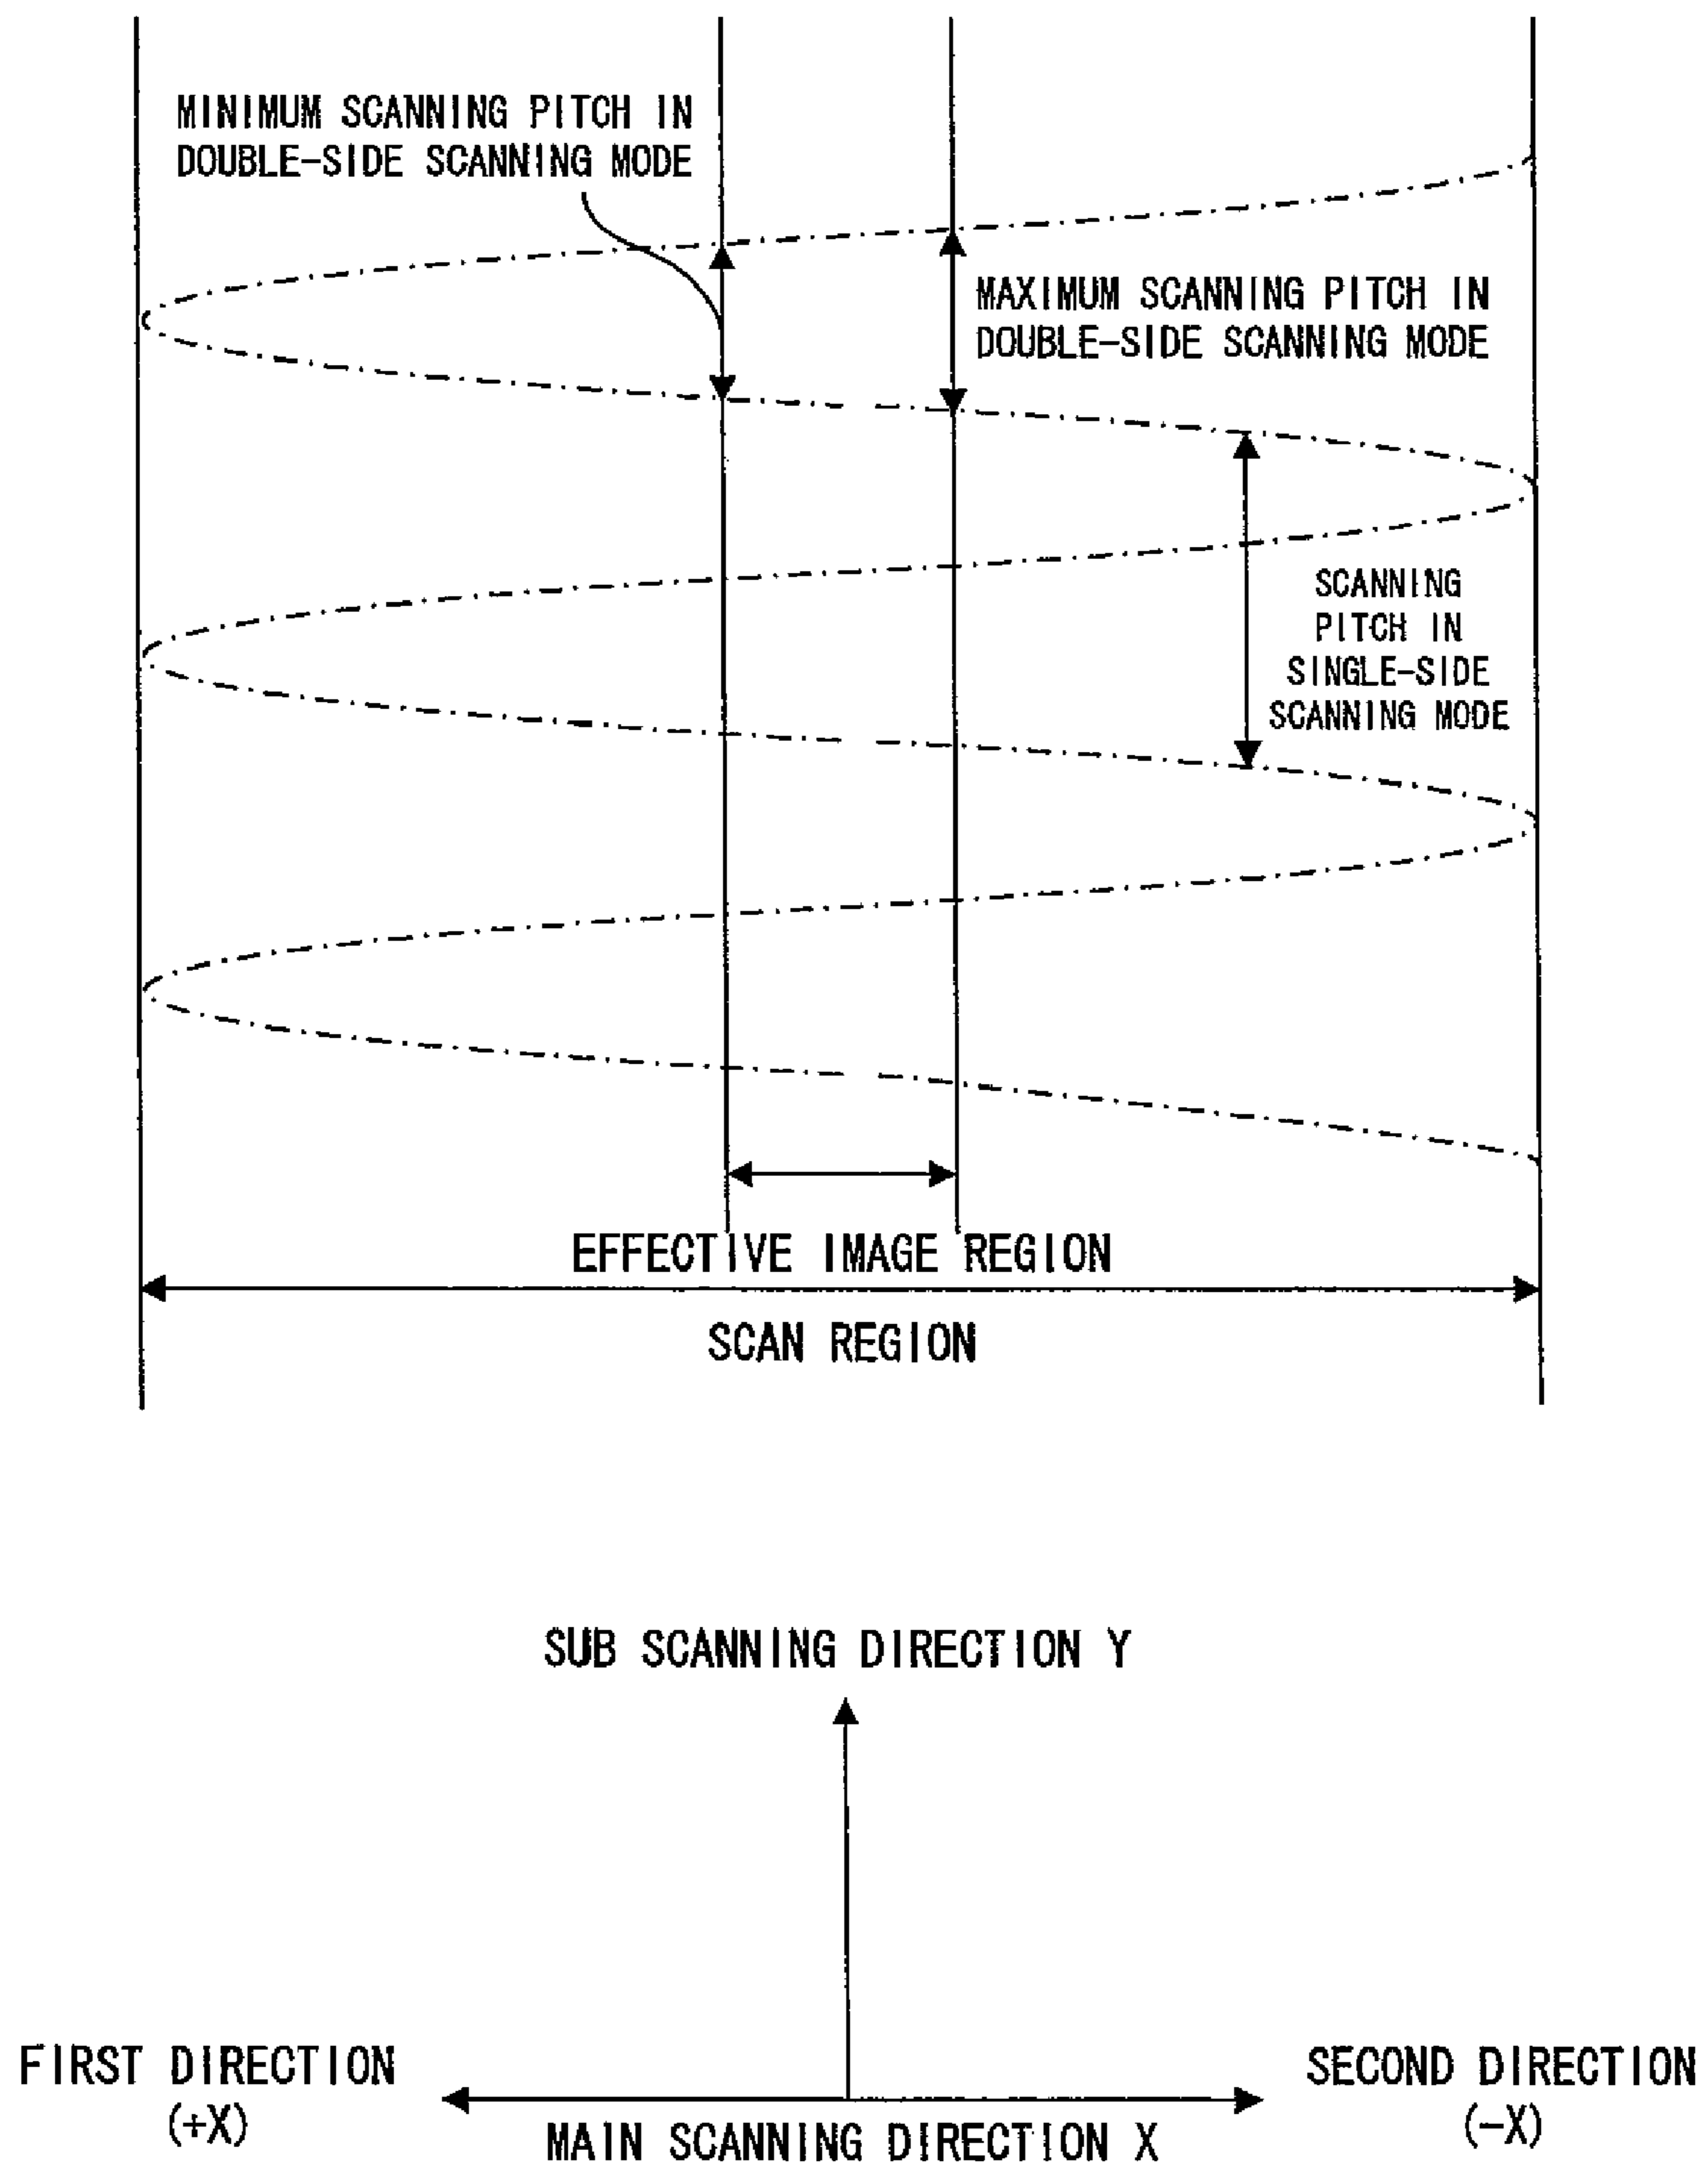 MINIMUM SCANNING PITCH IN
DOUBLE-SIDE SCANNING MODE
MAXIMUM SCANNING PITCH IN
DOUBLE-SIDE SCANNING MODE
SCANNING
PITCH IN
SINGLE-SIDE
SCANNING MODE
EFFECTIVE IMAGE REGION
SCAN REGION
SUB SCANNING DIRECTION Y
FIRST DIRECTION
(+X)
SECOND DIRECTION
(-X)
MAIN SCANNING DIRECTION X